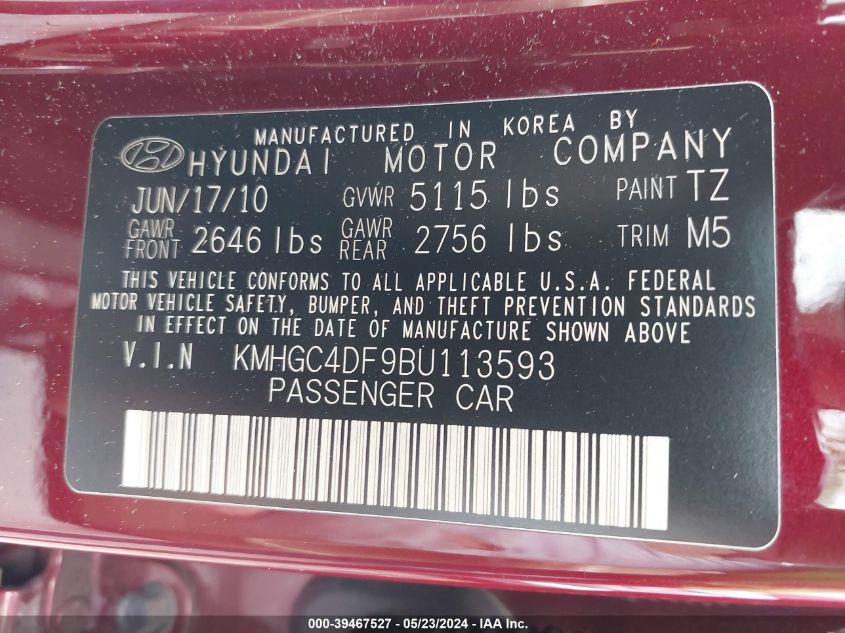 MANUFACTURED IN KOREA BY
HYUNDAI MOTOR COMPANY
JUN/17/10 GVWR 5115 lbs PAINT TZ
GAWR FRONT 2646 lbs GAWR REAR 2756 lbs TRIM M5
THIS VEHICLE CONFORMS TO ALL APPLICABLE U.S.A. FEDERAL
MOTOR VEHICLE SAFETY, BUMPER, AND THEFT PREVENTION STANDARDS
IN EFFECT ON THE DATE OF MANUFACTURE SHOWN ABOVE
V.I.N KMHGC4DF9BU113593
PASSENGER CAR
000-39467527 - 05/23/2024 - IAA Inc.